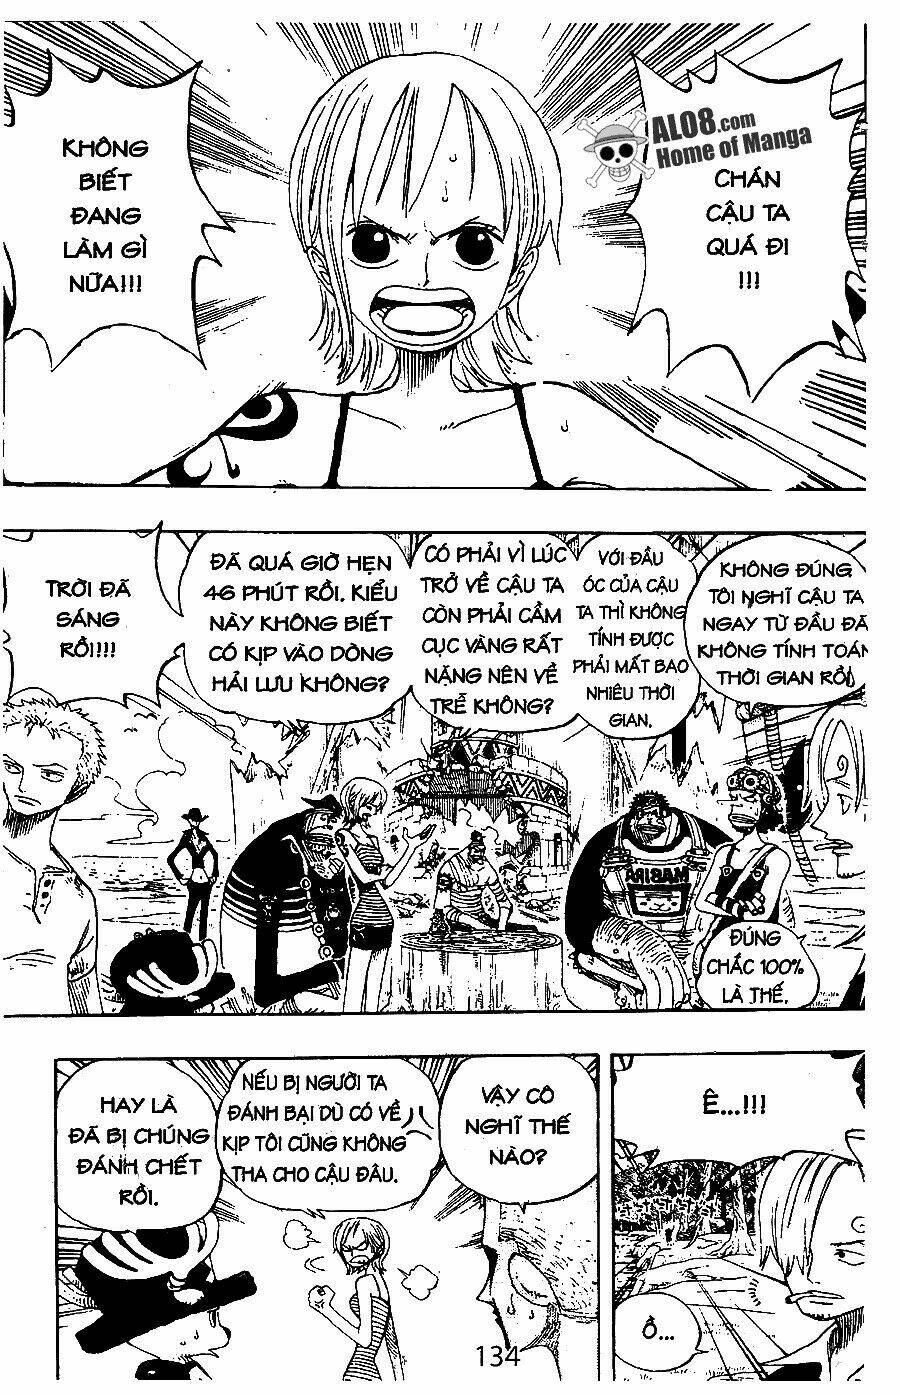 AL08.com
Home of Manga
CHÁN
CẬU TA
QUÁ ĐI
!!!
KHÔNG
BIẾT
ĐANG
LÀM GÌ
NỮA!!!
KHÔNG ĐÚNG
TÔI NGHĨ CẬU TA
NGAY TỪ ĐẦU ĐÃ
KHÔNG TÍNH TOÁN
THỜI GIAN RỒI
VỚI ĐẦU
ÓC CỦA CẬU
TA THÌ KHÔNG
TÍNH ĐƯỢC
PHẢI MẤT BAO
NHIÊU THỜI
GIAN.
CÓ PHẢI VÌ LÚC
TRỞ VỀ CẬU TA
CÒN PHẢI CẦM
CỤC VÀNG RẤT
NẶNG NÊN VỀ
TRỄ KHÔNG?
ĐÃ QUÁ GIỜ HẸN
46 PHÚT RỒI. KIỂU
NÀY KHÔNG BIẾT
CÓ KỊP VÀO DÒNG
HẢI LƯU KHÔNG?
TRỜI ĐÃ
SÁNG
RỒI!!!!
MASIRA
ĐÚNG
CHẮC 100%
LÀ THẾ.
Ê...!!!
Ồ...
VẬY CÔ
NGHĨ THẾ
NÀO?
NẾU BỊ NGƯỜI TA
ĐÁNH BẠI DÙ CÓ VỀ
KỊP TÔI CŨNG KHÔNG
THA CHO CẬU ĐÂU.
HAY LÀ
ĐÃ BỊ CHÚNG
ĐÁNH CHẾT
RỒI.
134